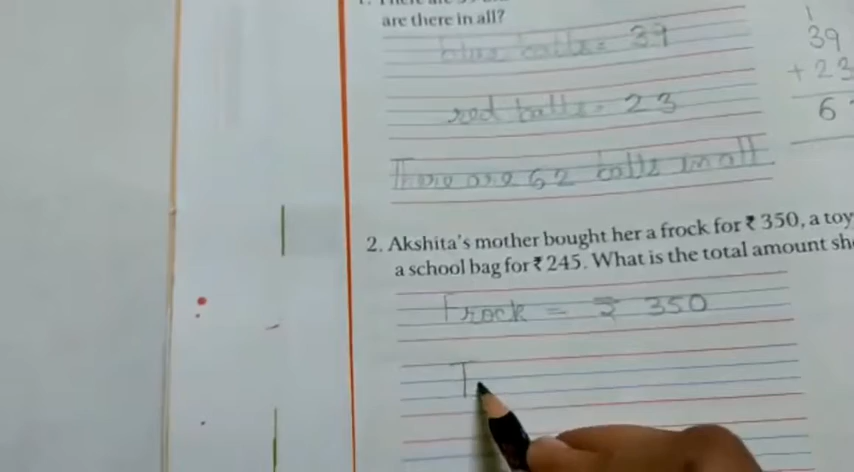 are there in all?
blue balls = 39
1
39
+ 23
6
red balls = 23
There are 62 balls in all
2. Akshita's mother bought her a frock for ₹ 350, a toy
a school bag for ₹ 245. What is the total amount sh
Frock = ₹ 350
T